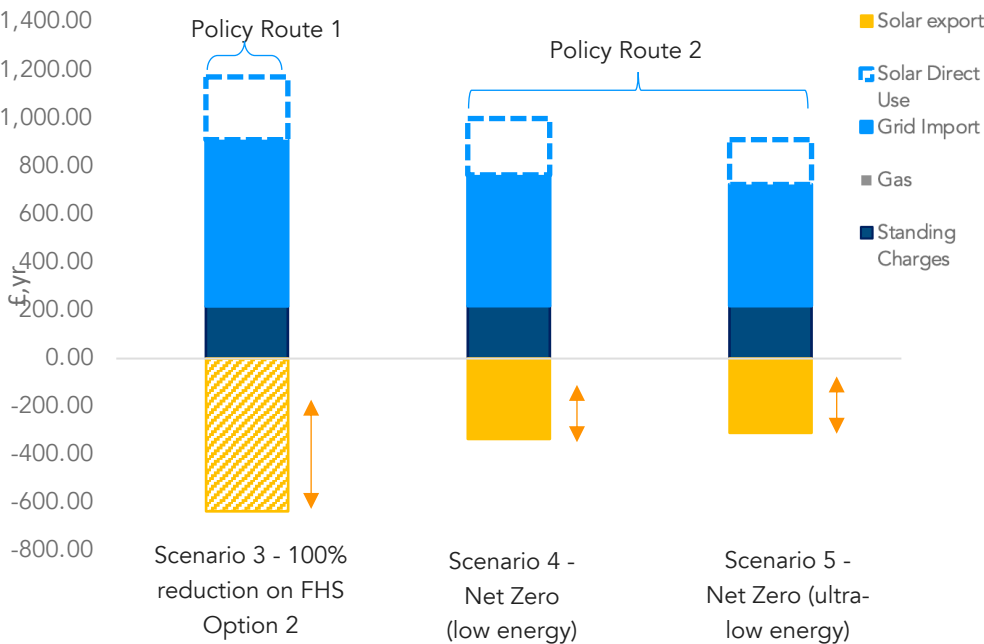 1,400.00
1,200.00
1,000.00
800.00
600.00
400.00
200.00
0.00
-200.00
-400.00
-600.00
-800.00
£,yr
Policy Route 1
Policy Route 2
Solar export
Solar Direct
Use
Grid Import
Gas
Standing
Charges
Scenario 3 - 100%
reduction on FHS
Option 2
Scenario 4 -
Net Zero
(low energy)
Scenario 5 -
Net Zero (ultra-
low energy)